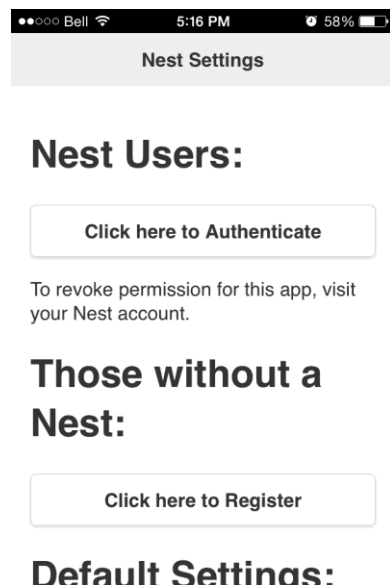 ●●○○○ Bell 5:16 PM 58%
Nest Settings
Nest Users:
Click here to Authenticate
To revoke permission for this app, visit
your Nest account.
Those without a
Nest:
Click here to Register
Default Settings: